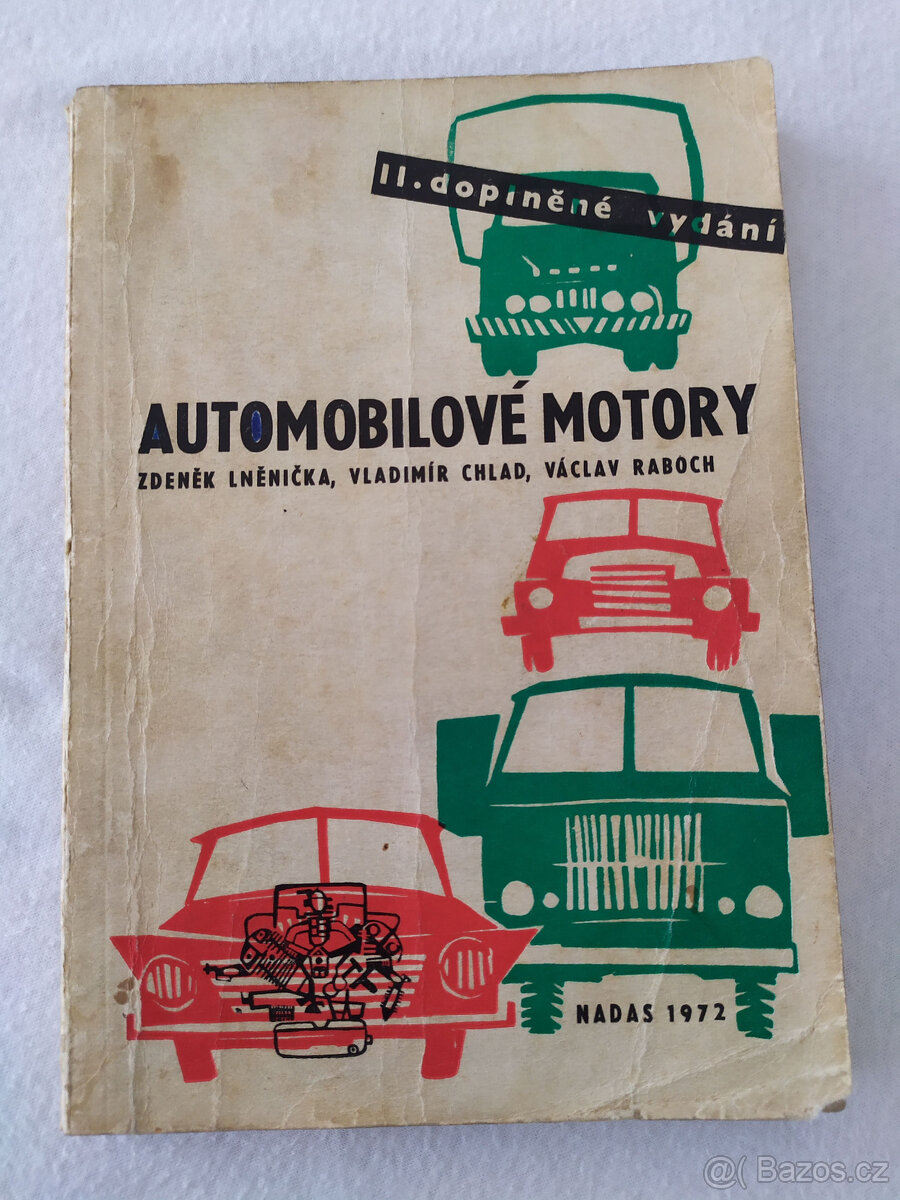 II. doplněné vydání
AUTOMOBILOVÉ MOTORY
ZDENĚK LNĚNIČKA, VLADIMÍR CHLAD, VÁCLAV RABOCH
NADAS 1972
@ Bazos.cz